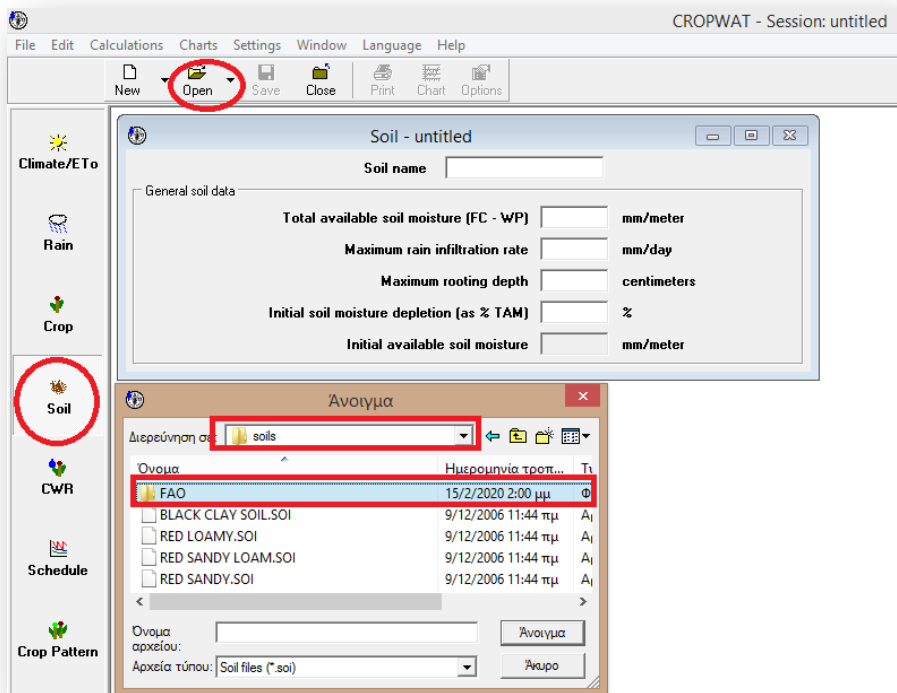 CROPWAT - Session: untitled
File Edit Calculations Charts Settings Window Language Help
New Open Save Close Print Chart Options
Climate/ETo
Rain
Crop
Soil
CWR
Schedule
Crop Pattern
Soil - untitled
Soil name
General soil data
Total available soil moisture (FC - WP) mm/meter
Maximum rain infiltration rate mm/day
Maximum rooting depth centimeters
Initial soil moisture depletion (as % TAM) %
Initial available soil moisture mm/meter
Άνοιγμα
Διερεύνηση σε: soils
Όνομα Ημερομηνία τροπ...
FAO 15/2/2020 2:00 μμ
BLACK CLAY SOIL.SOI 9/12/2006 11:44 πμ
RED LOAMY.SOI 9/12/2006 11:44 πμ
RED SANDY LOAM.SOI 9/12/2006 11:44 πμ
RED SANDY.SOI 9/12/2006 11:44 πμ
Όνομα
αρχείου: Άνοιγμα
Αρχεία τύπου: Soil files (*.soi) Άκυρο